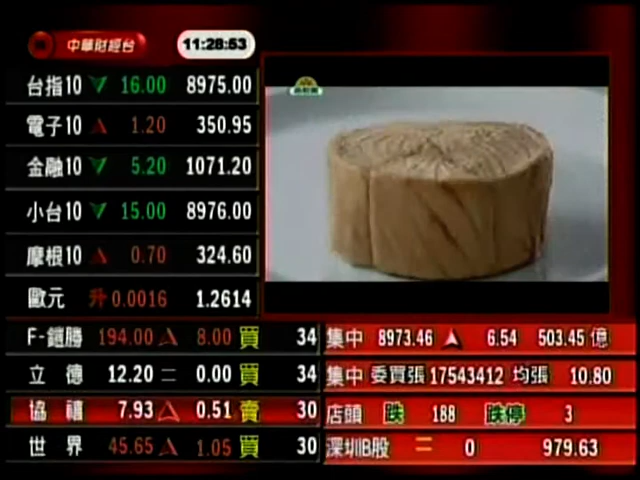 中華財經台 11:28:53
台指10 ▽ 16.00 8975.00
電子10 △ 1.20 350.95
金融10 ▽ 5.20 1071.20
小台10 ▽ 15.00 8976.00
摩根10 △ 0.70 324.60
歐元 升 0.0016 1.2614
F-鎧勝 194.00 △ 8.00 買 34
立德 12.20 = 0.00 買 34
協禧 7.93 △ 0.51 賣 30
世界 45.65 △ 1.05 買 30
集中 8973.46 ▲ 6.54 503.45 億
集中 委買張 17543412 均張 10.80
店頭 跌 188 跌停 3
深圳B股 = 0 979.63